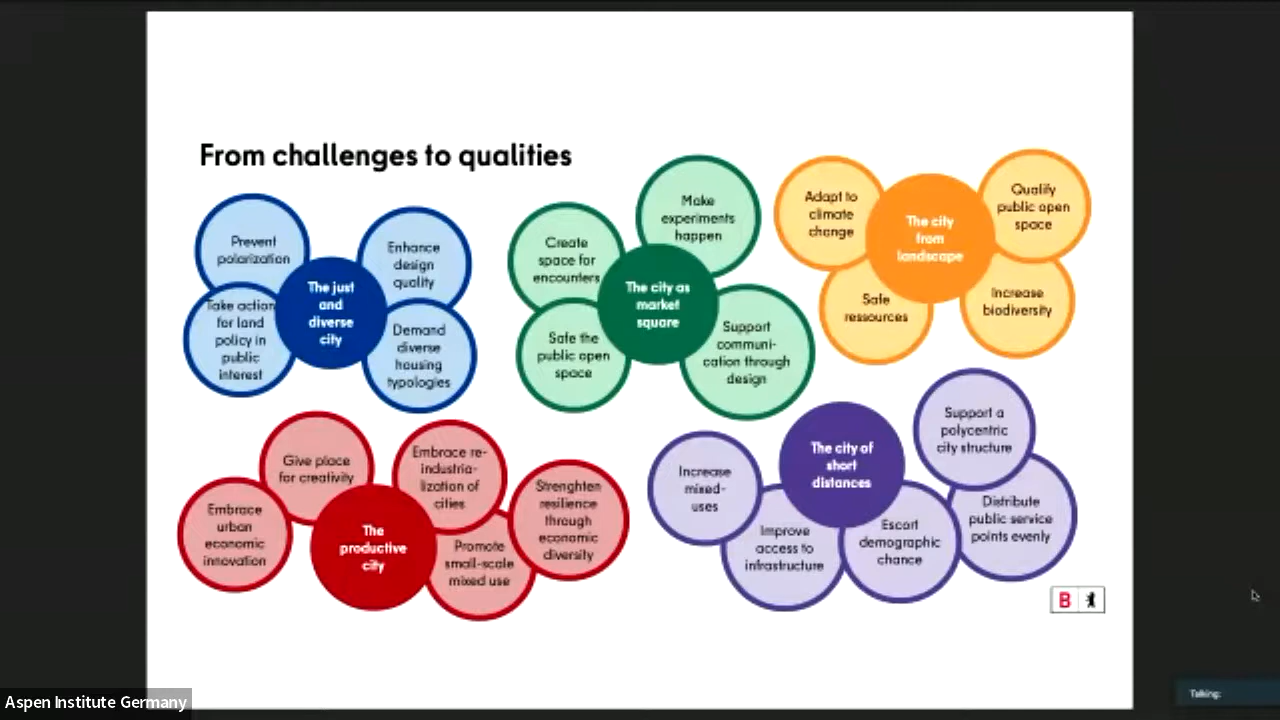 From challenges to qualities
Prevent
polarization
Enhance
design
quality
The just
and
diverse
city
Take action
for land
policy in
public
interest
Demand
diverse
housing
typologies
Make
experiments
happen
Create
space for
encounters
The city as
market
square
Safe the
public open
space
Support
communi-
cation through
design
Adapt to
climate
change
The city
from
landscape
Qualify
public open
space
Safe
ressources
Increase
biodiversity
Give place
for creativity
Embrace re-
industria-
lization of
cities
Embrace
urban
economic
innovation
The
productive
city
Promote
small-scale
mixed use
Strenghten
resilience
through
economic
diversity
Increase
mixed-
uses
The city of
short
distances
Support a
polycentric
city structure
Improve
access to
infrastructure
Escort
demographic
chance
Distribute
public service
points evenly
B
Aspen Institute Germany
Talking: